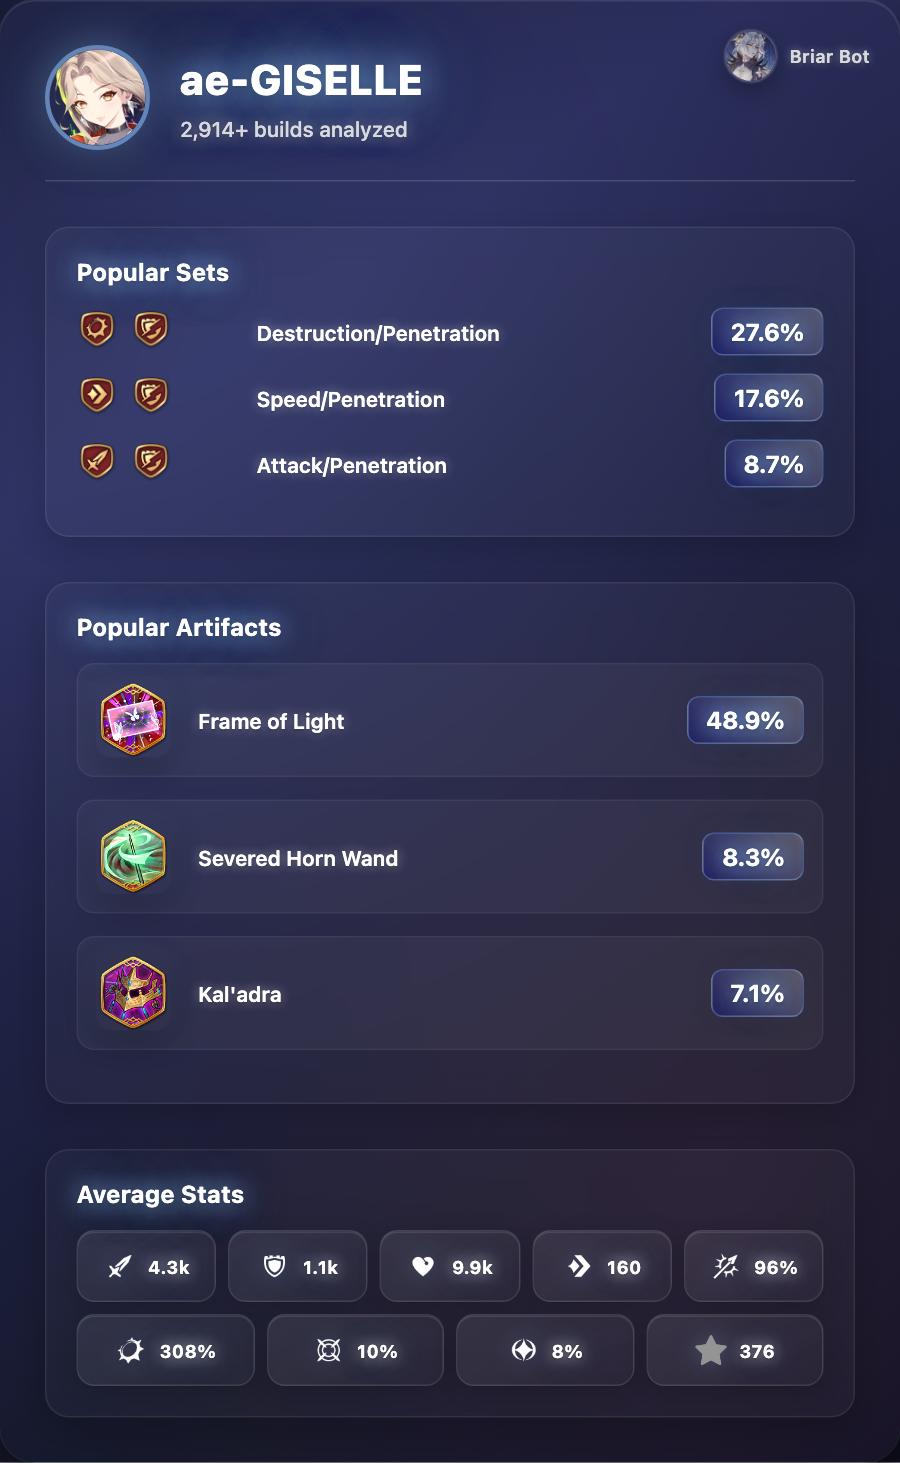 ae-GISELLE
2,914+ builds analyzed
Briar Bot
Popular Sets
Destruction/Penetration 27.6%
Speed/Penetration 17.6%
Attack/Penetration 8.7%
Popular Artifacts
Frame of Light 48.9%
Severed Horn Wand 8.3%
Kal'adra 7.1%
Average Stats
4.3k 1.1k 9.9k 160 96%
308% 10% 8% 376